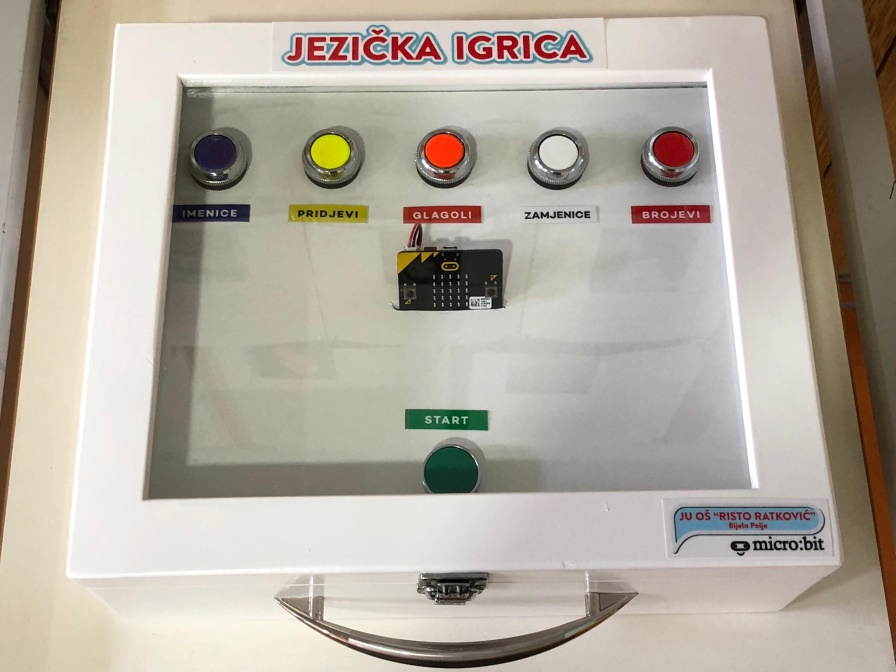 JEZIČKA IGRICA
IMENICE
PRIDJEVI
GLAGOLI
ZAMJENICE
BROJEVI
START
JU OŠ "RISTO RATKOVIĆ"
Bijelo Polje
micro:bit